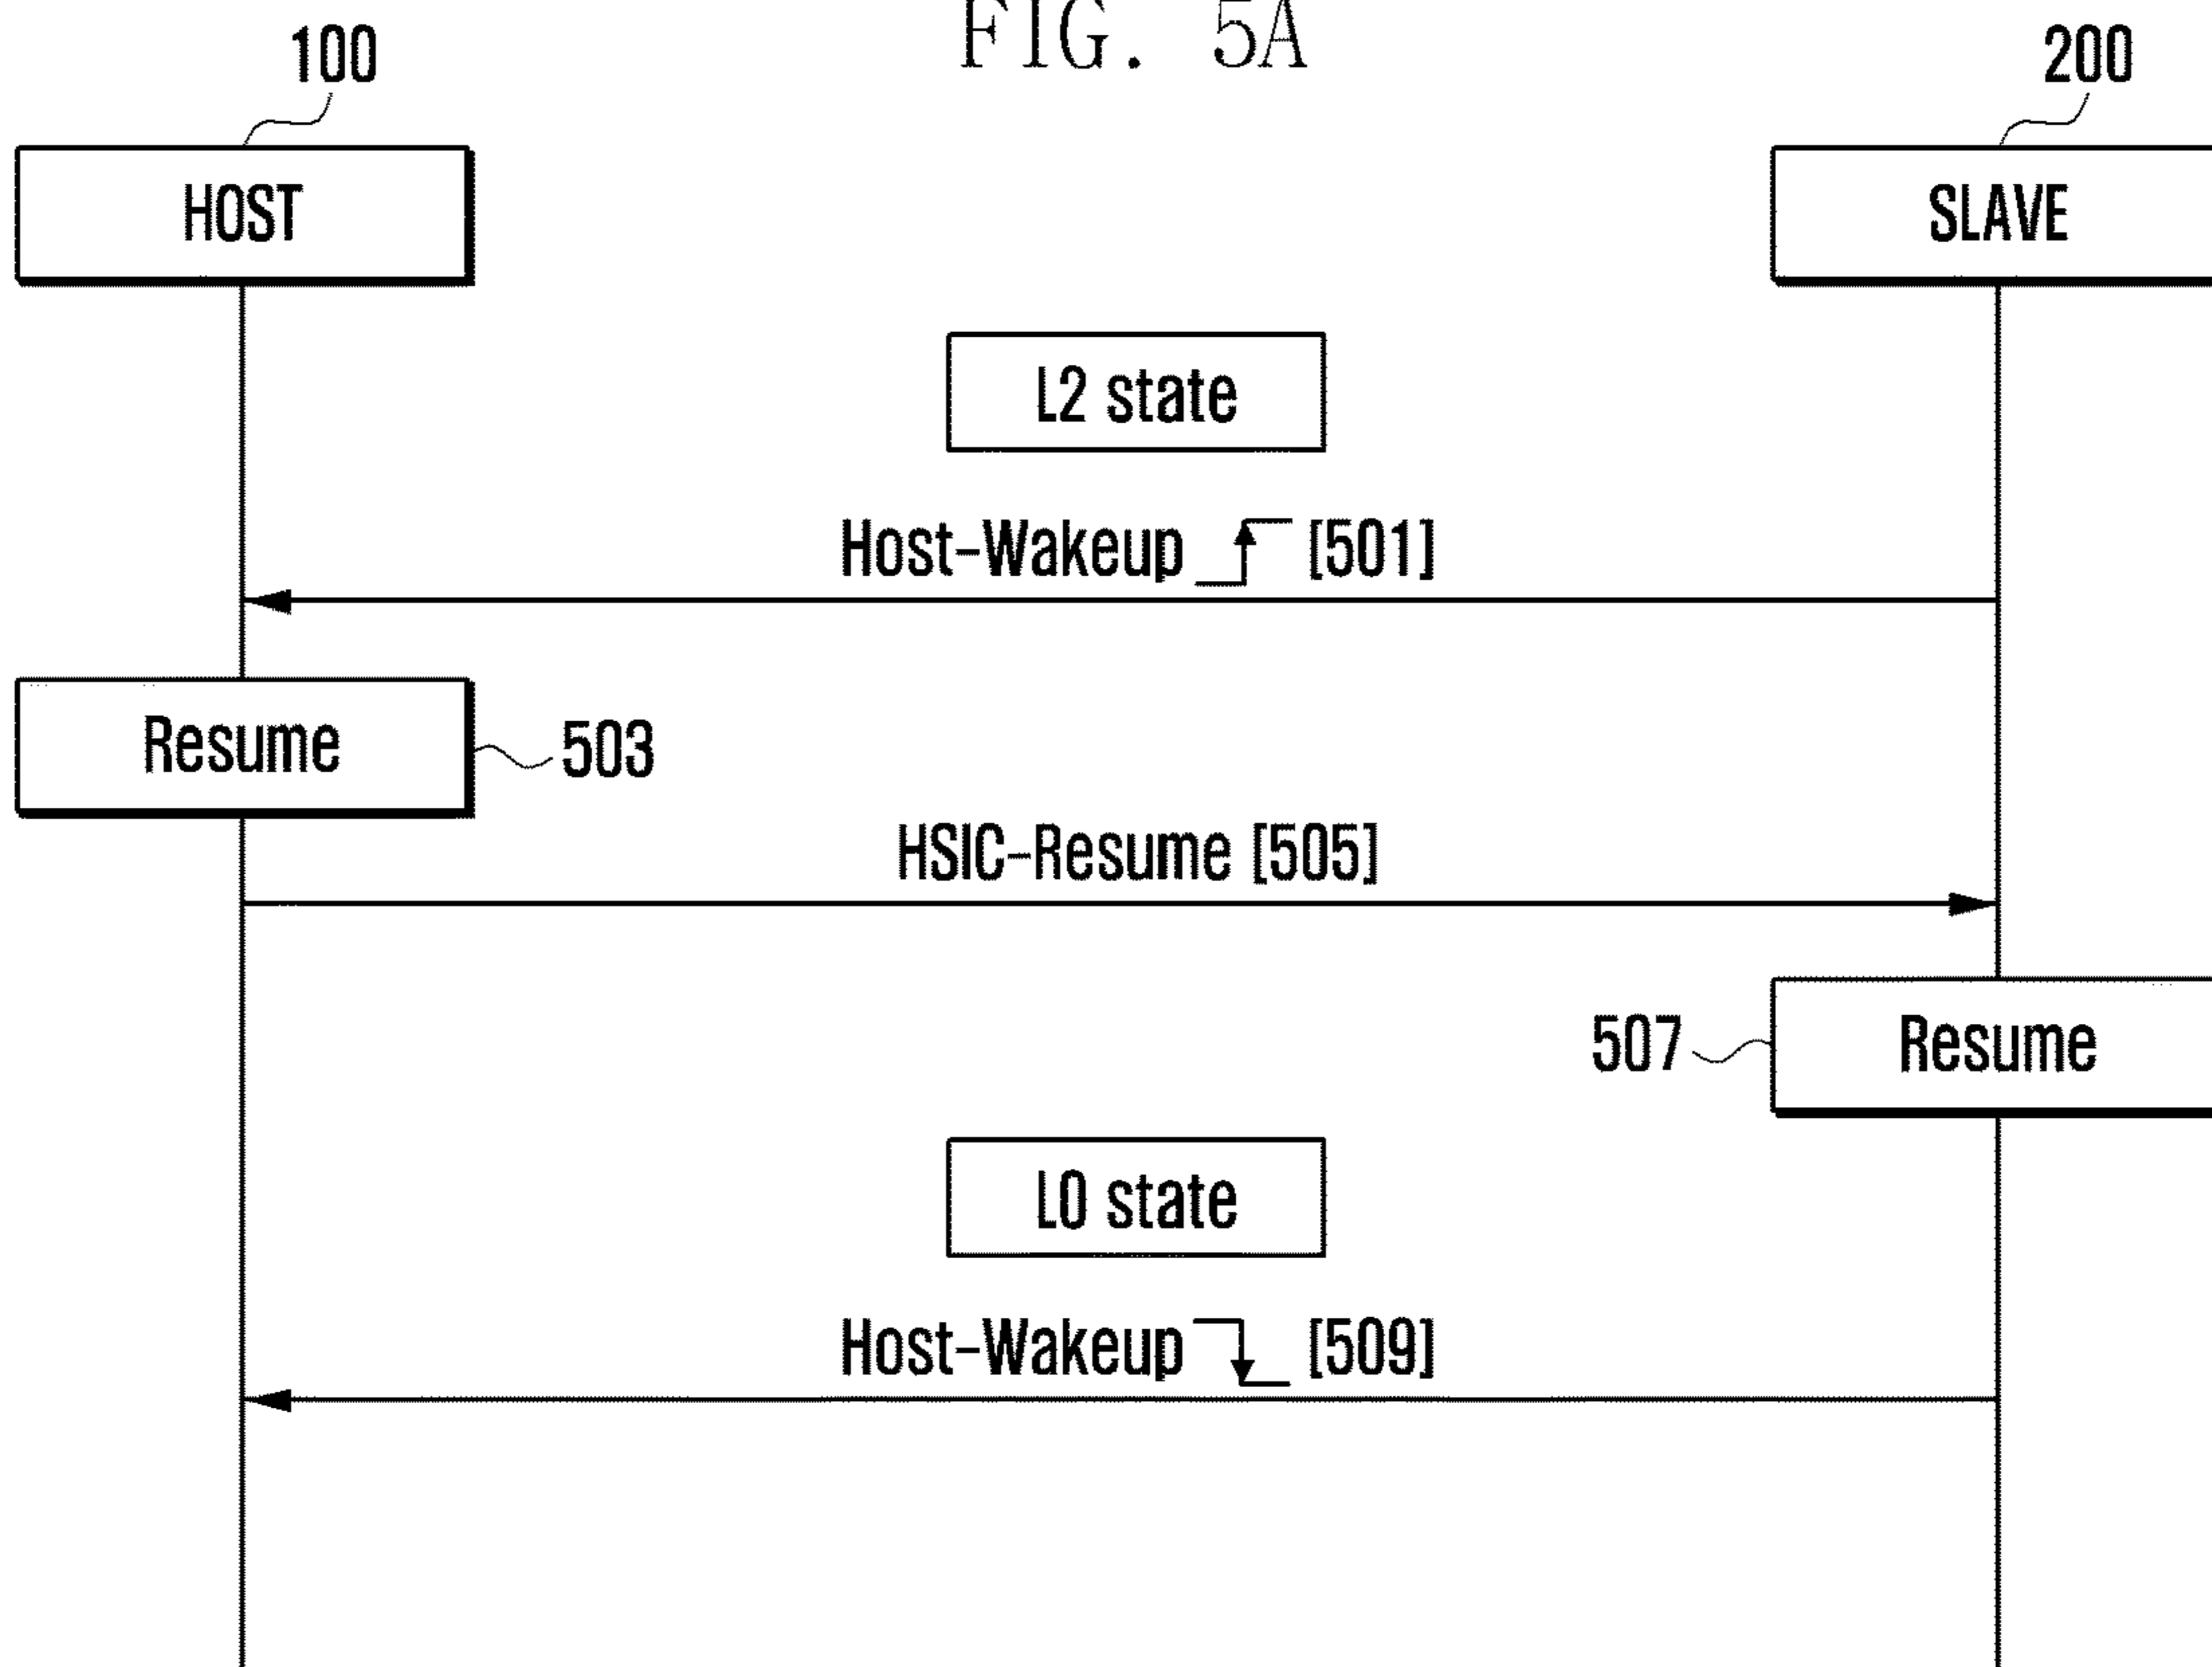 FIG. 5A
100
200
HOST
SLAVE
L2 state
Host-Wakeup [501]
Resume
503
HSIC-Resume [505]
507
Resume
L0 state
Host-Wakeup [509]